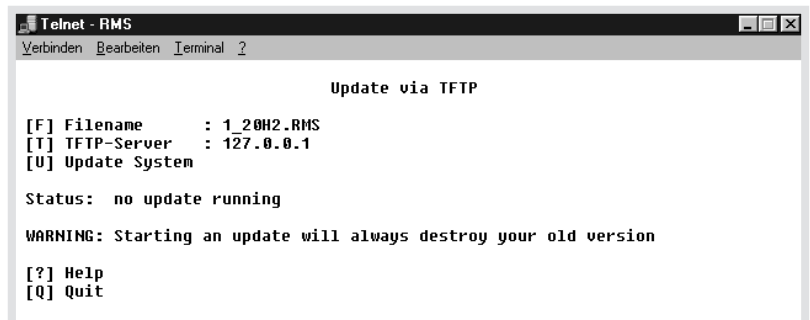 Telnet - RMS
Verbinden Bearbeiten Terminal ?
Update via TFTP
[F] Filename : 1_20H2.RMS
[T] TFTP-Server : 127.0.0.1
[U] Update System
Status: no update running
WARNING: Starting an update will always destroy your old version
[?] Help
[Q] Quit